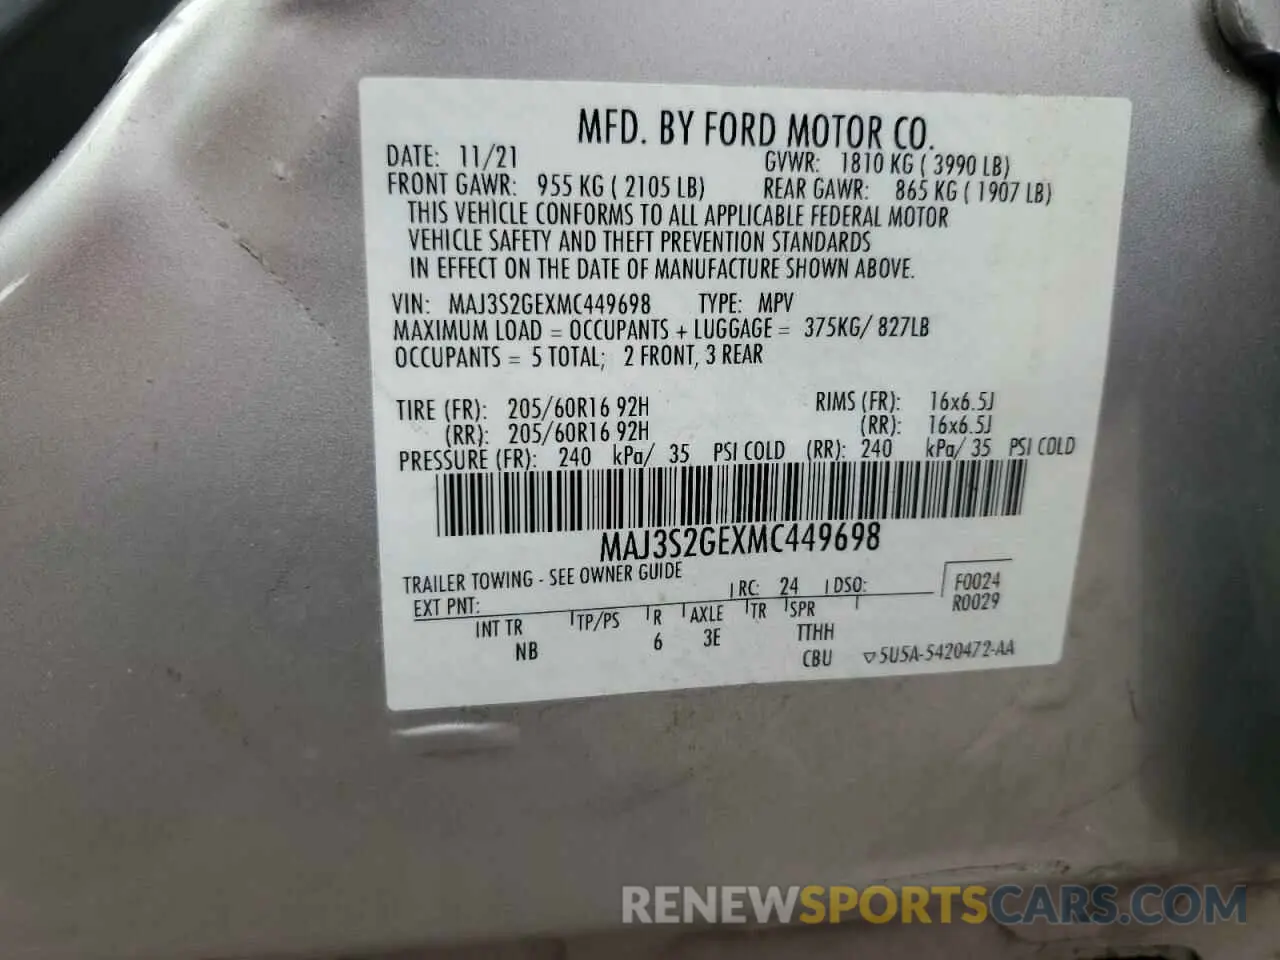 MFD. BY FORD MOTOR CO.
DATE: 11/21 GVWR: 1810 KG ( 3990 LB)
FRONT GAWR: 955 KG ( 2105 LB) REAR GAWR: 865 KG ( 1907 LB)
THIS VEHICLE CONFORMS TO ALL APPLICABLE FEDERAL MOTOR
VEHICLE SAFETY AND THEFT PREVENTION STANDARDS
IN EFFECT ON THE DATE OF MANUFACTURE SHOWN ABOVE.
VIN: MAJ3S2GEXMC449698 TYPE: MPV
MAXIMUM LOAD = OCCUPANTS + LUGGAGE = 375KG/ 827LB
OCCUPANTS = 5 TOTAL; 2 FRONT, 3 REAR
TIRE (FR): 205/60R16 92H RIMS (FR): 16x6.5J
(RR): 205/60R16 92H (RR): 16x6.5J
PRESSURE (FR): 240 kPa/ 35 PSI COLD (RR): 240 kPa/ 35 PSI COLD
MAJ3S2GEXMC449698
TRAILER TOWING - SEE OWNER GUIDE
EXT PNT: RC: 24 DSO: F0024
R0029
INT TR TP/PS R AXLE TR SPR
NB 6 3E TTHH
CBU ▽5U5A-5420472-AA
RENEWSPORTSCARS.COM